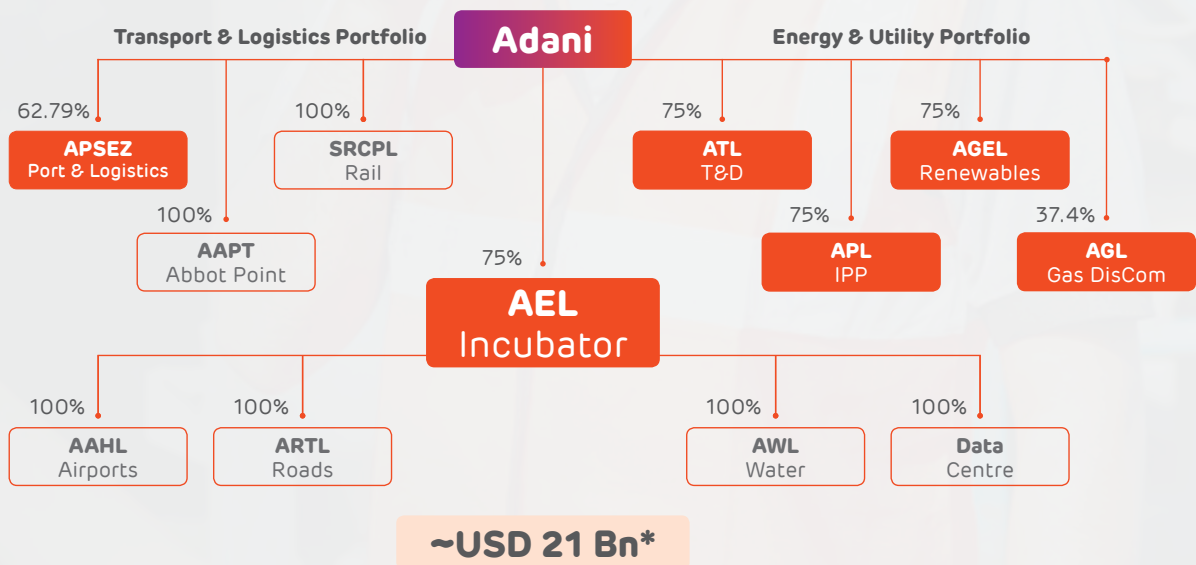 Transport & Logistics Portfolio
Adani
Energy & Utility Portfolio
62.79%
APSEZ
Port & Logistics
100%
SRCPL
Rail
75%
ATL
T&D
75%
AGEL
Renewables
100%
AAPT
Abbot Point
75%
APL
IPP
37.4%
AGL
Gas DisCom
75%
AEL
Incubator
100%
AAHL
Airports
100%
ARTL
Roads
100%
AWL
Water
100%
Data
Centre
~USD 21 Bn*